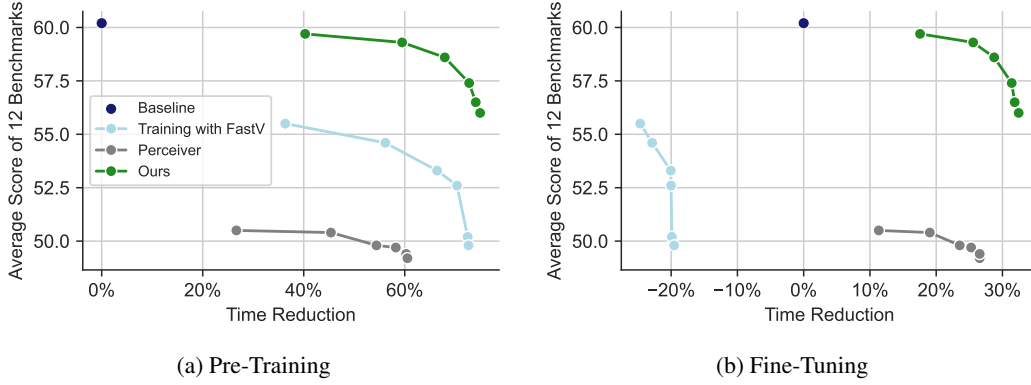 Average Score of 12 Benchmarks
60.0
57.5
55.0
52.5
50.0
Baseline
Training with FastV
Perceiver
Ours
0%
20%
40%
60%
Time Reduction
(a) Pre-Training
Average Score of 12 Benchmarks
60.0
57.5
55.0
52.5
50.0
−20%
−10%
0%
10%
20%
30%
Time Reduction
(b) Fine-Tuning